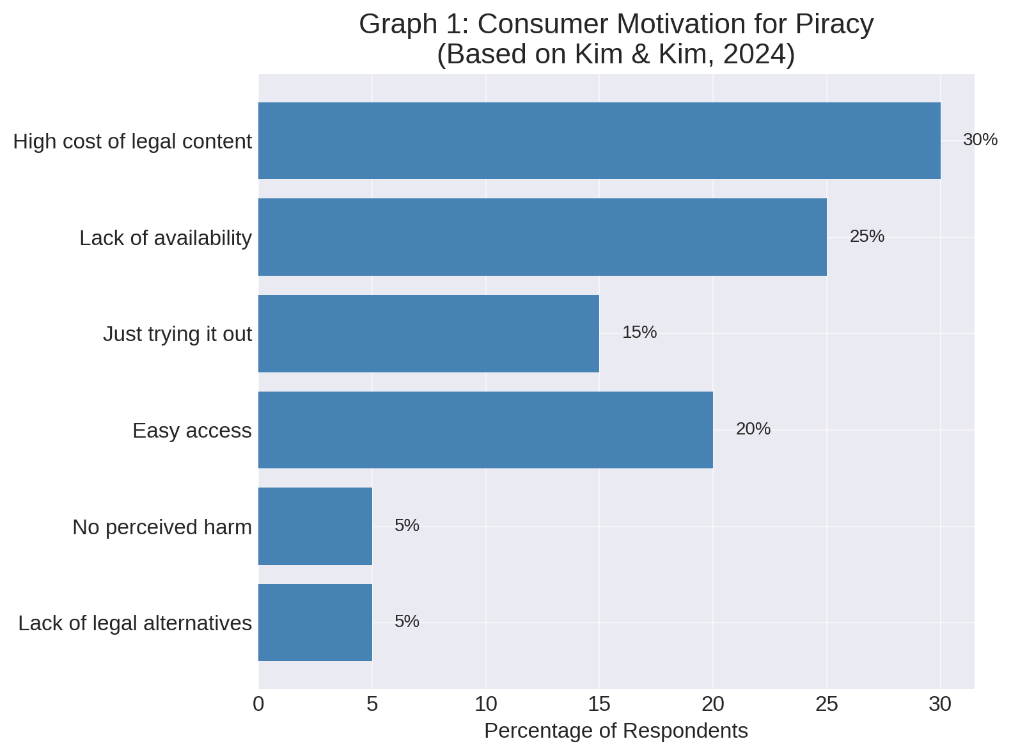 Graph 1: Consumer Motivation for Piracy
(Based on Kim & Kim, 2024)
High cost of legal content
30%
Lack of availability
25%
Just trying it out
15%
Easy access
20%
No perceived harm
5%
Lack of legal alternatives
5%
0 5 10 15 20 25 30
Percentage of Respondents